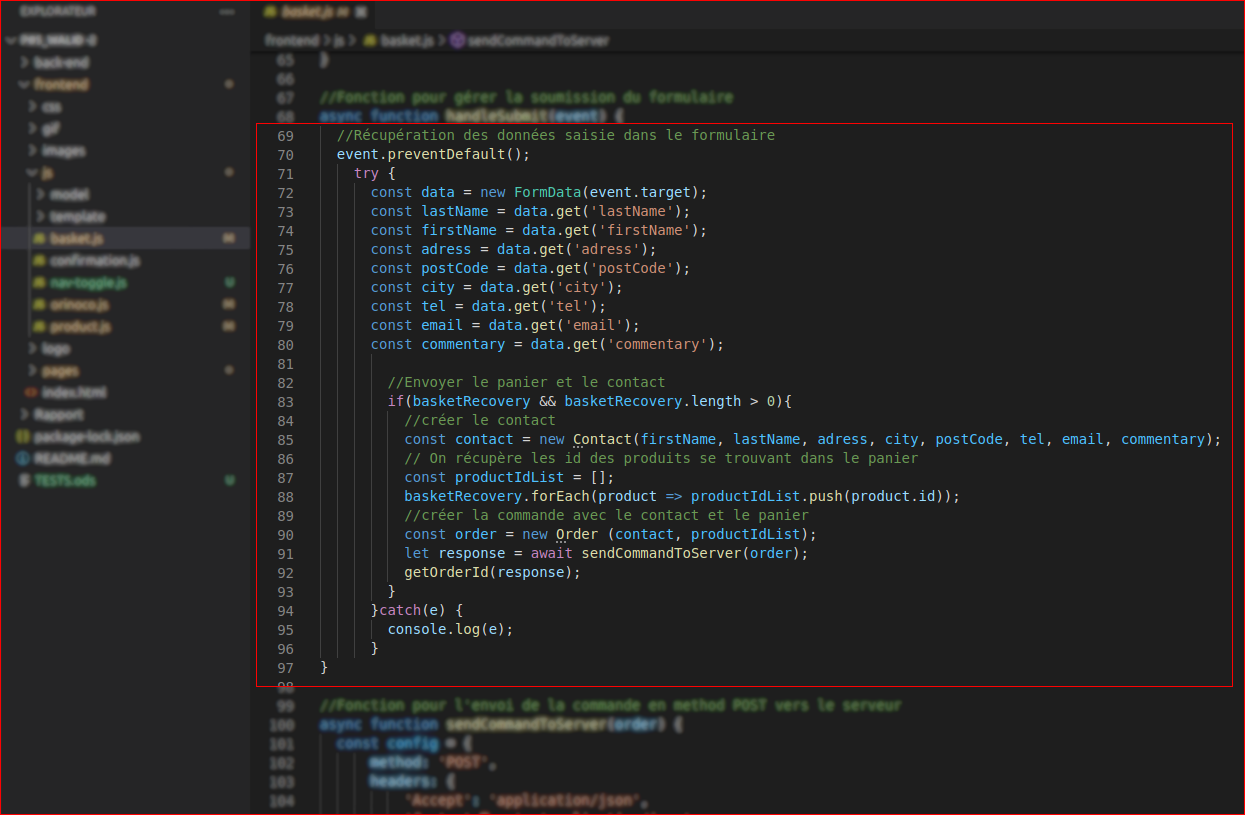 EXPLORATEUR
basket.js M
frontend > js > basket.js > sendCommandToServer
back-end
frontend
css
gif
images
js
model
template
basket.js M
confirmation.js
nav-toggle.js U
orinoco.js M
product.js M
logo
pages
index.html
Rapport
package-lock.json
README.md
TESTS.ods U
65 }
66
67 //Fonction pour gérer la soumission du formulaire
68 async function handleSubmit(event) {
69 //Récupération des données saisie dans le formulaire
70 event.preventDefault();
71 try {
72 const data = new FormData(event.target);
73 const lastName = data.get('lastName');
74 const firstName = data.get('firstName');
75 const adress = data.get('adress');
76 const postCode = data.get('postCode');
77 const city = data.get('city');
78 const tel = data.get('tel');
79 const email = data.get('email');
80 const commentary = data.get('commentary');
81
82 //Envoyer le panier et le contact
83 if(basketRecovery && basketRecovery.length > 0){
84 //créer le contact
85 const contact = new Contact(firstName, lastName, adress, city, postCode, tel, email, commentary);
86 // On récupère les id des produits se trouvant dans le panier
87 const productIdList = [];
88 basketRecovery.forEach(product => productIdList.push(product.id));
89 //créer la commande avec le contact et le panier
90 const order = new Order (contact, productIdList);
91 let response = await sendCommandToServer(order);
92 getOrderId(response);
93 }
94 }catch(e) {
95 console.log(e);
96 }
97 }
98
99 //Fonction pour l'envoi de la commande en method POST vers le serveur
100 async function sendCommandToServer(order) {
101 const config = {
102 method: 'POST',
103 headers: {
104 'Accept': 'application/json',